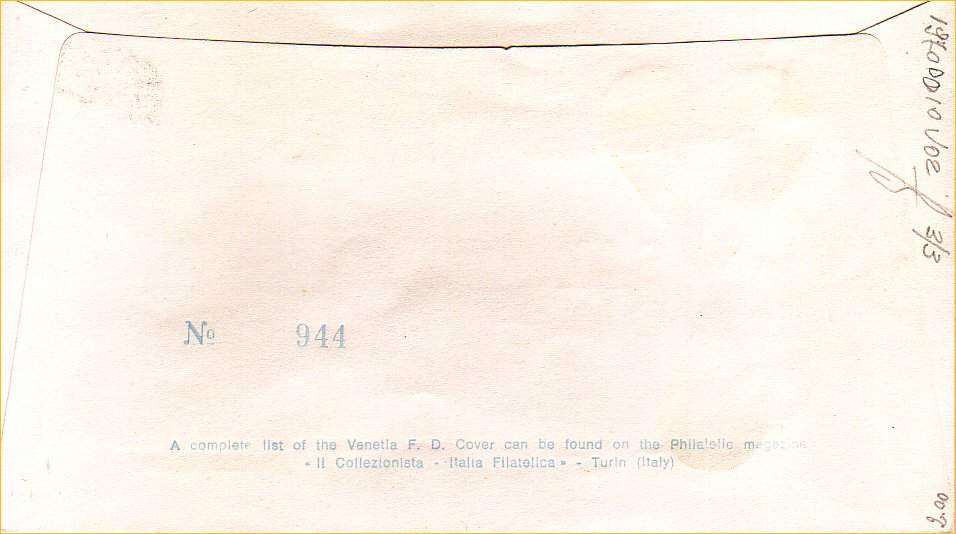 № 944
A complete list of the Venetia F. D. Cover can be found on the Philatelic magazine
« Il Collezionista - Italia Filatelica » - Turin (Italy)
3/3